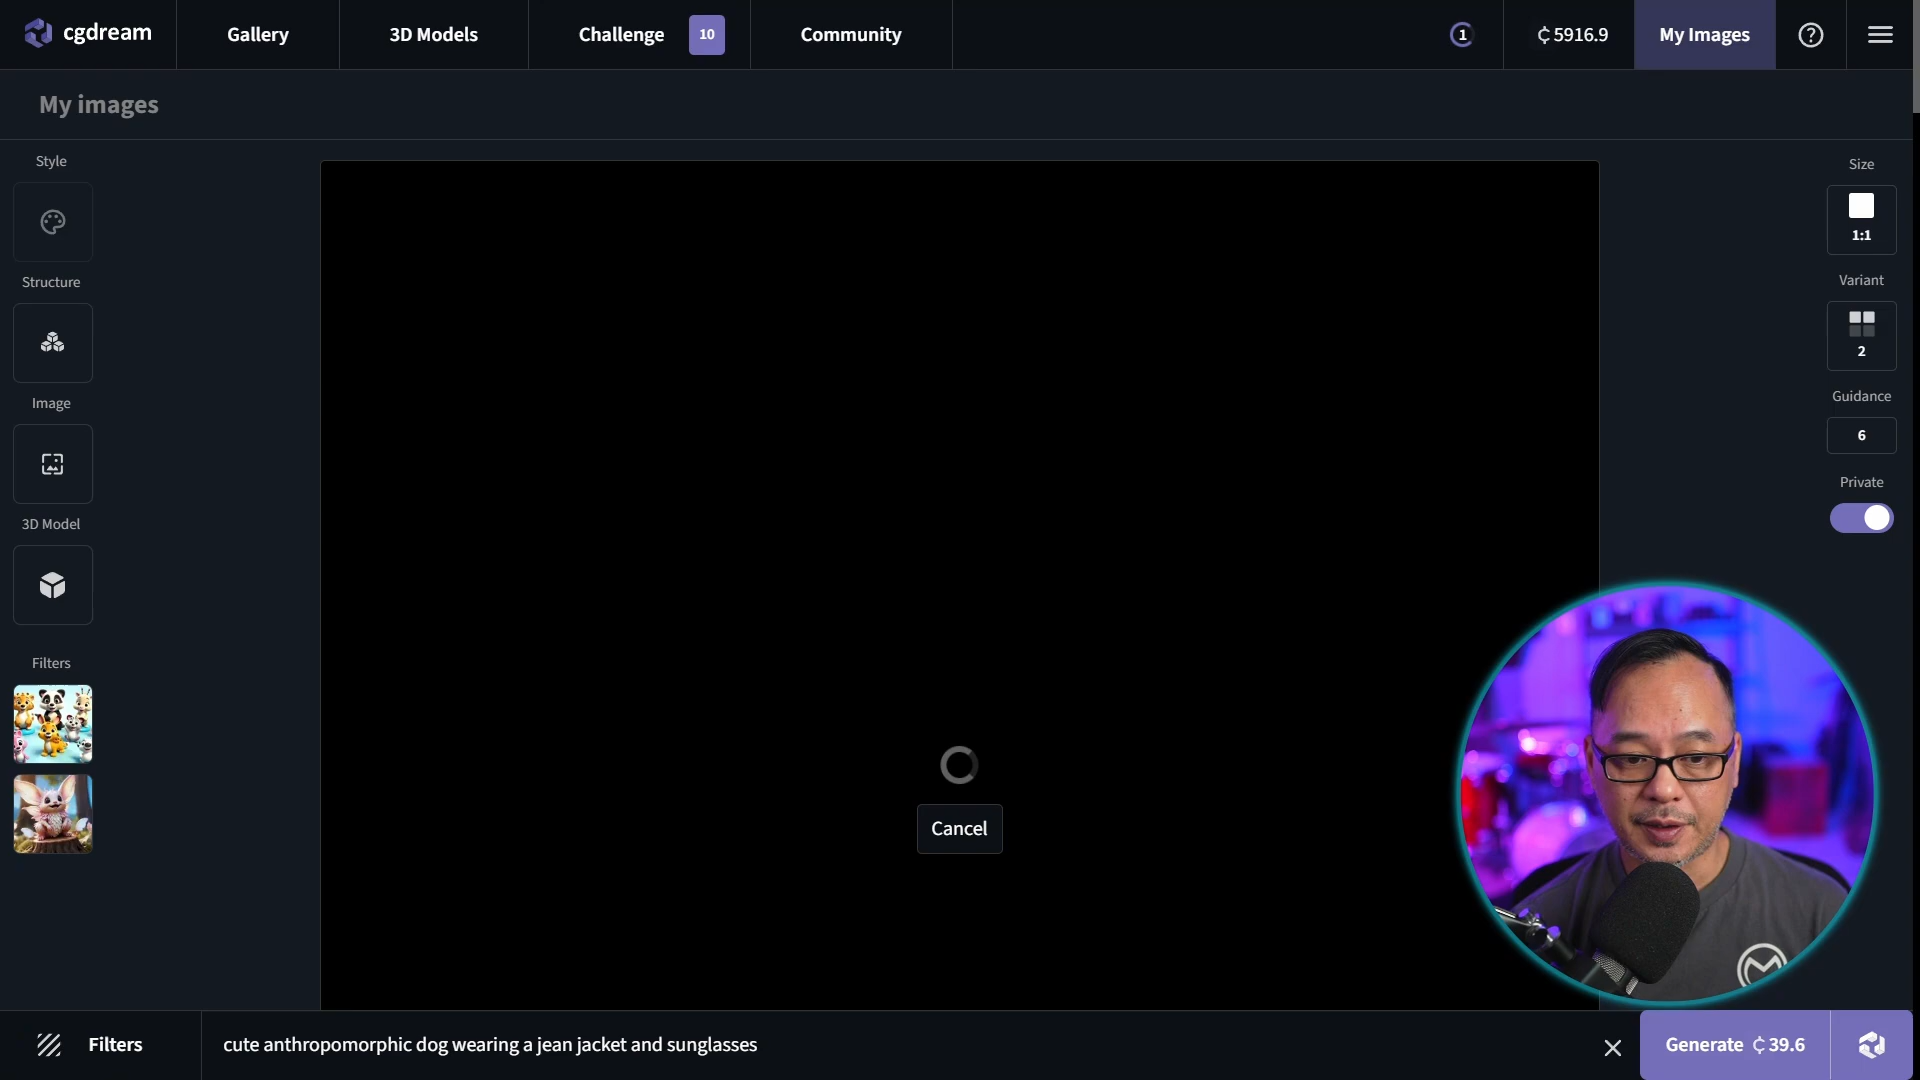 cgdream
Gallery
3D Models
Challenge
10
Community
1
₵ 5916.9
My Images
My images
Style
Structure
Image
3D Model
Filters
Size
1:1
Variant
2
Guidance
6
Private
Cancel
Filters
cute anthropomorphic dog wearing a jean jacket and sunglasses
Generate ₵ 39.6